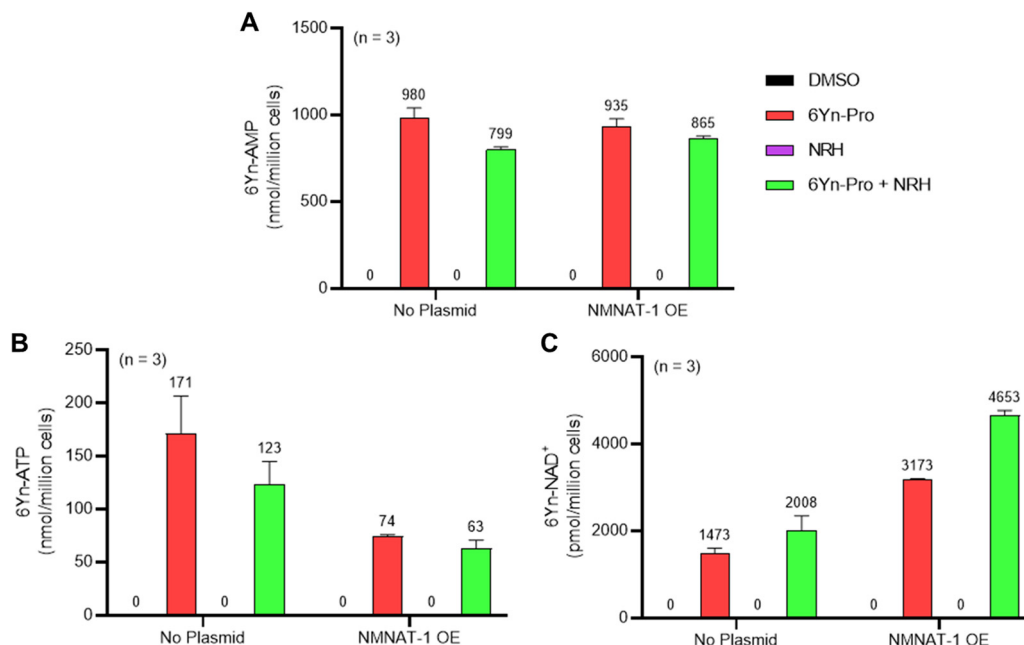 A
(n = 3)
6Yn-AMP
(nmol/million cells)
1500
1000
500
0
0
980
0
799
0
935
0
865
No Plasmid
NMNAT-1 OE
DMSO
6Yn-Pro
NRH
6Yn-Pro + NRH
B
(n = 3)
6Yn-ATP
(nmol/million cells)
250
200
150
100
50
0
0
171
0
123
0
74
0
63
No Plasmid
NMNAT-1 OE
C
(n = 3)
6Yn-NAD⁺
(pmol/million cells)
6000
4000
2000
0
0
1473
0
2008
0
3173
0
4653
No Plasmid
NMNAT-1 OE